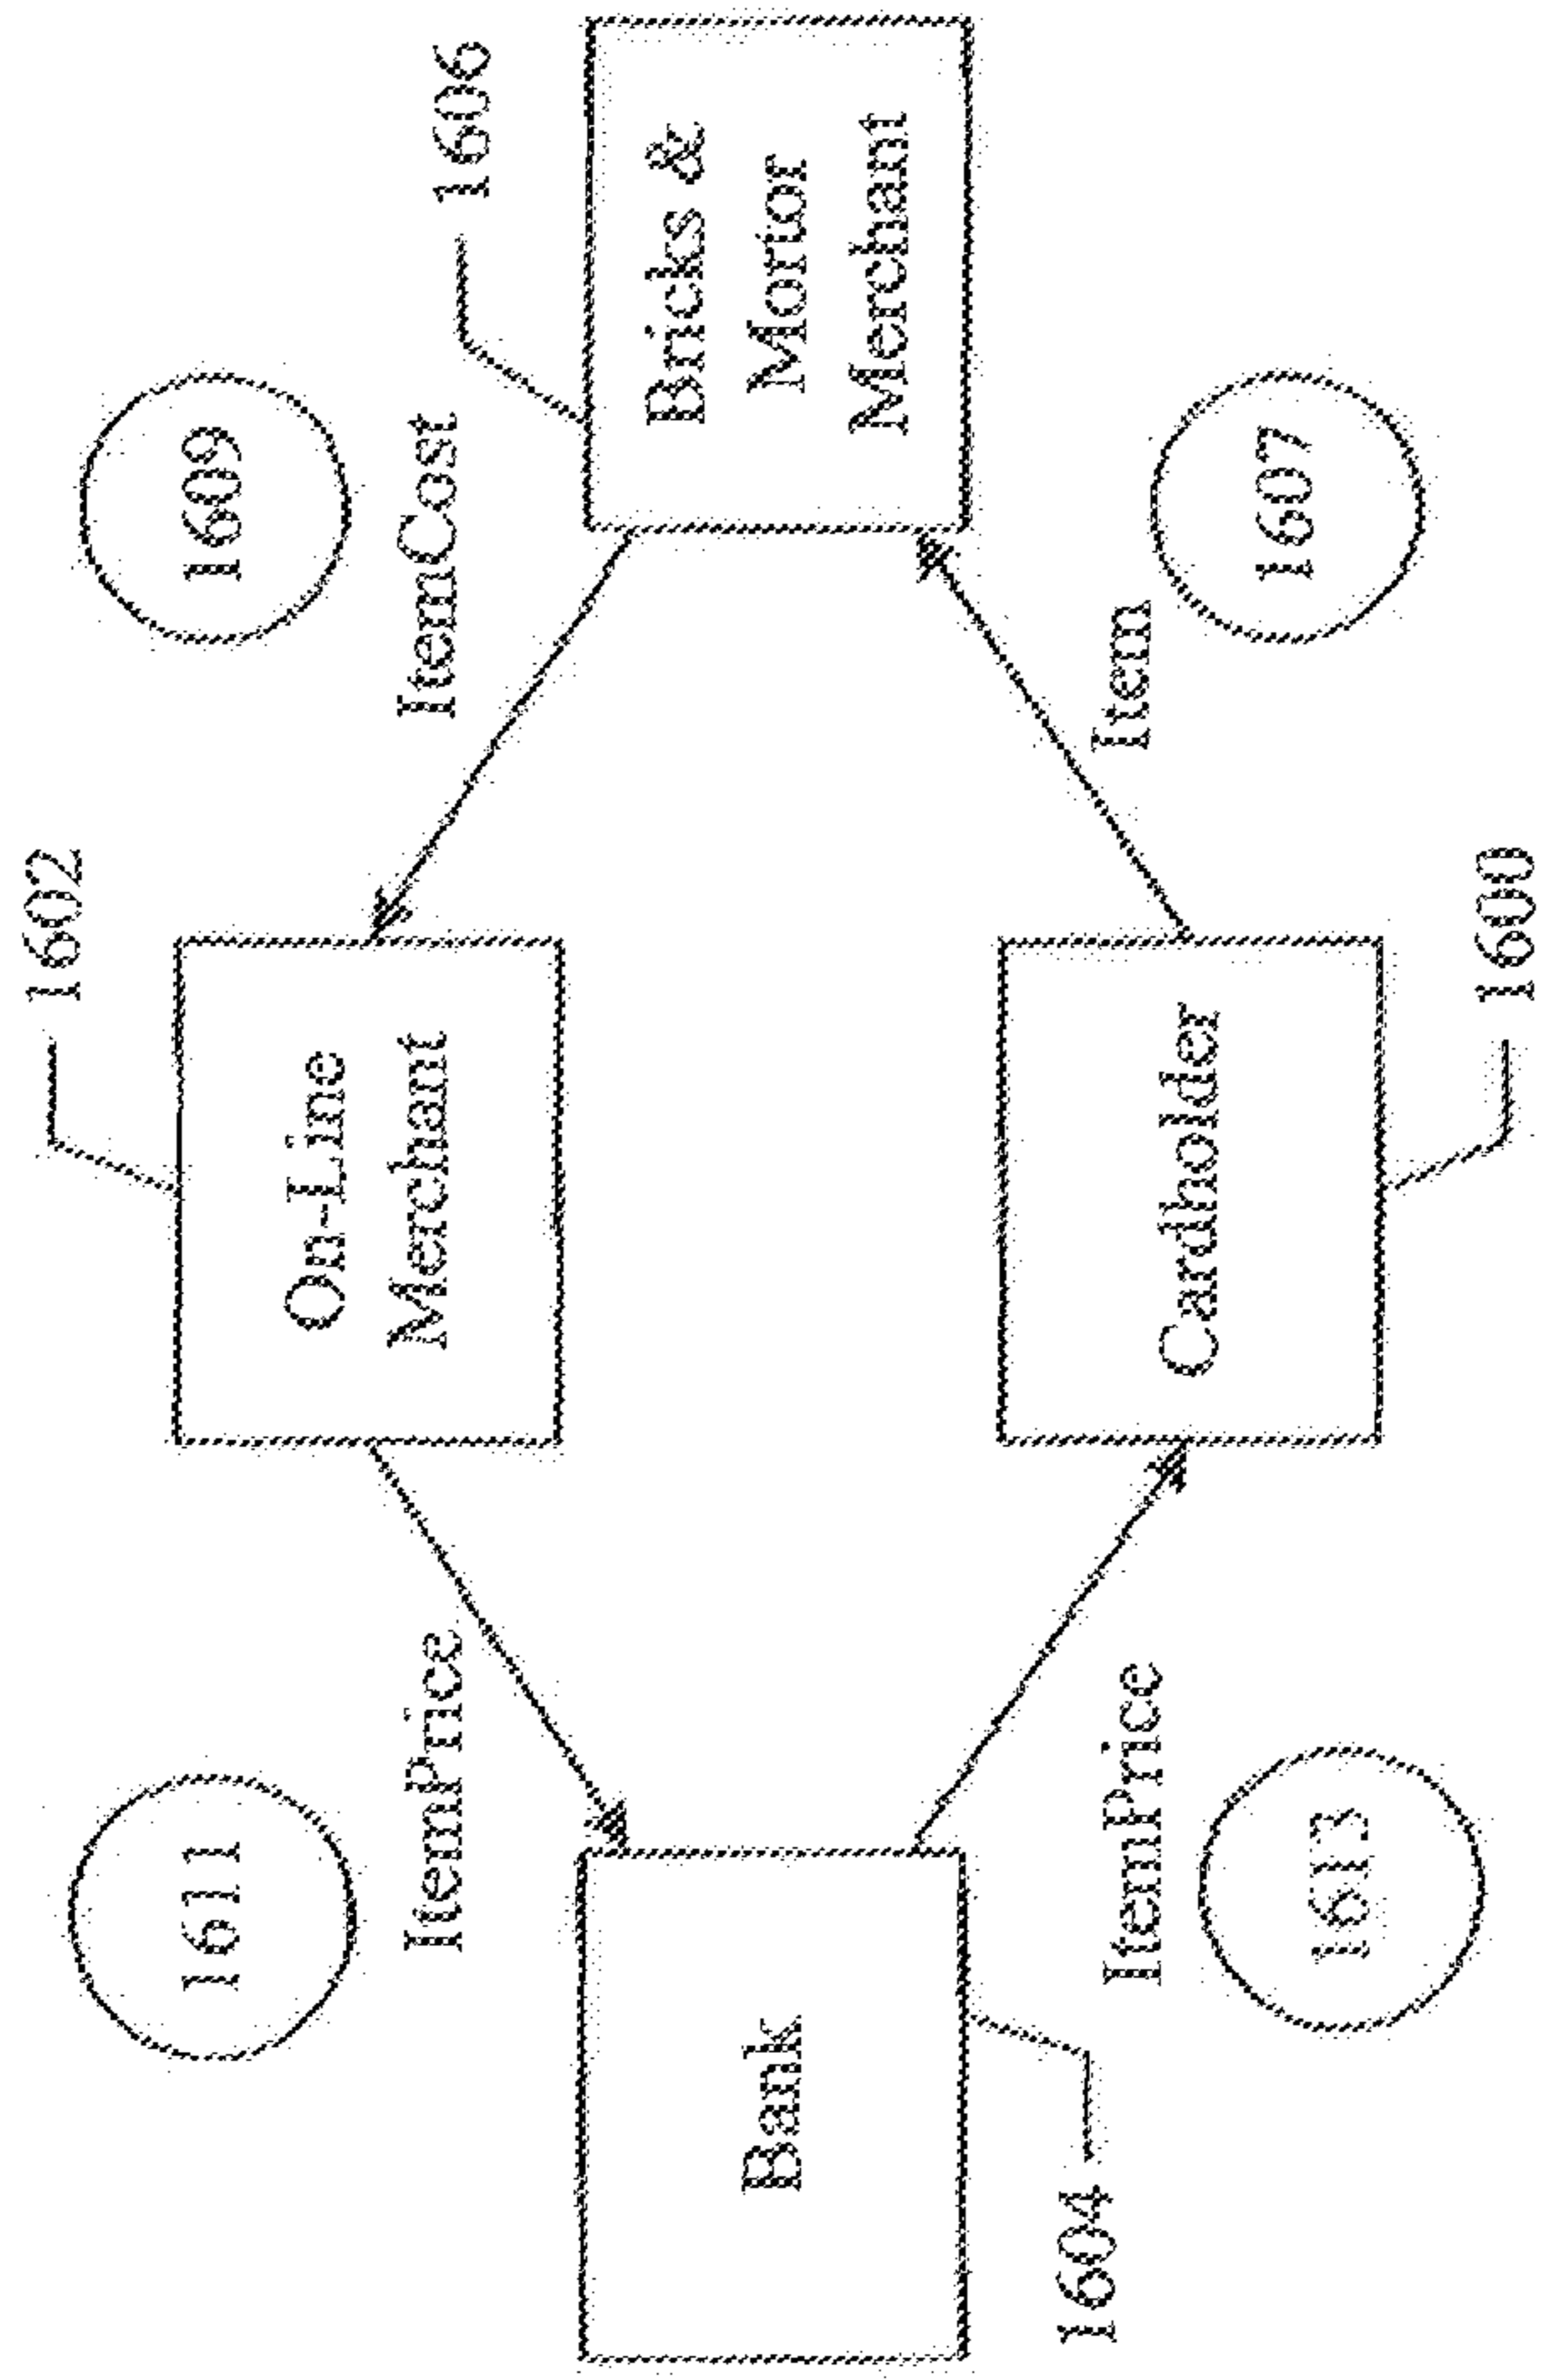 1602
1611
1609
ItemPrice
On-Line
Merchant
ItemCost
1606
Bank
Bricks &
Mortor
Merchant
1604
ItemPrice
Cardholder
Item
1613
1607
1600